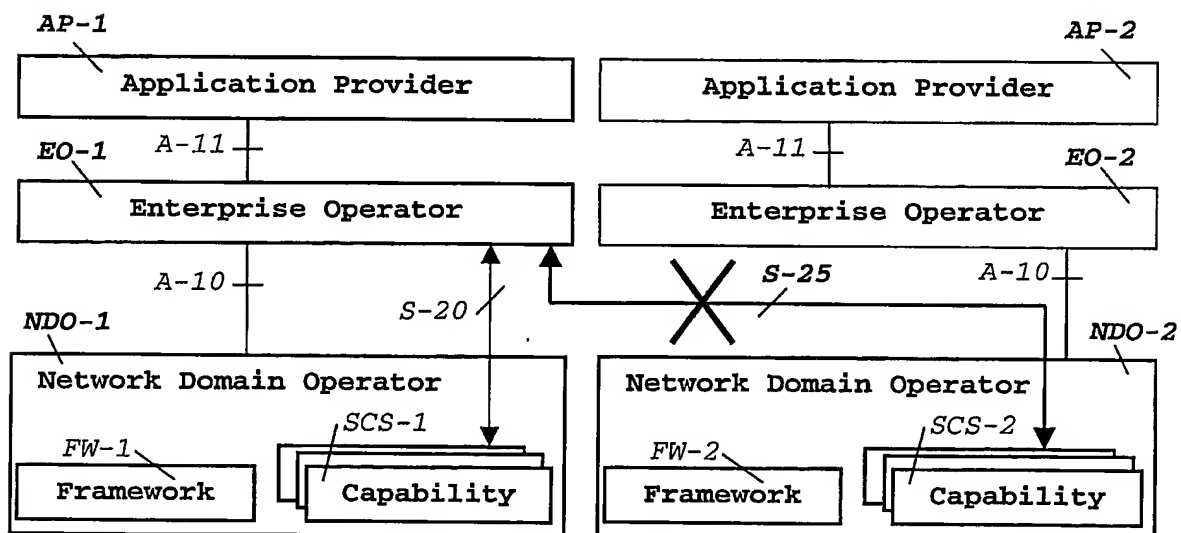 AP-1
AP-2
Application Provider
Application Provider
A-11
A-11
EO-1
EO-2
Enterprise Operator
Enterprise Operator
A-10
S-20
S-25
A-10
NDO-1
NDO-2
Network Domain Operator
Network Domain Operator
SCS-1
SCS-2
FW-1
FW-2
Framework
Capability
Framework
Capability